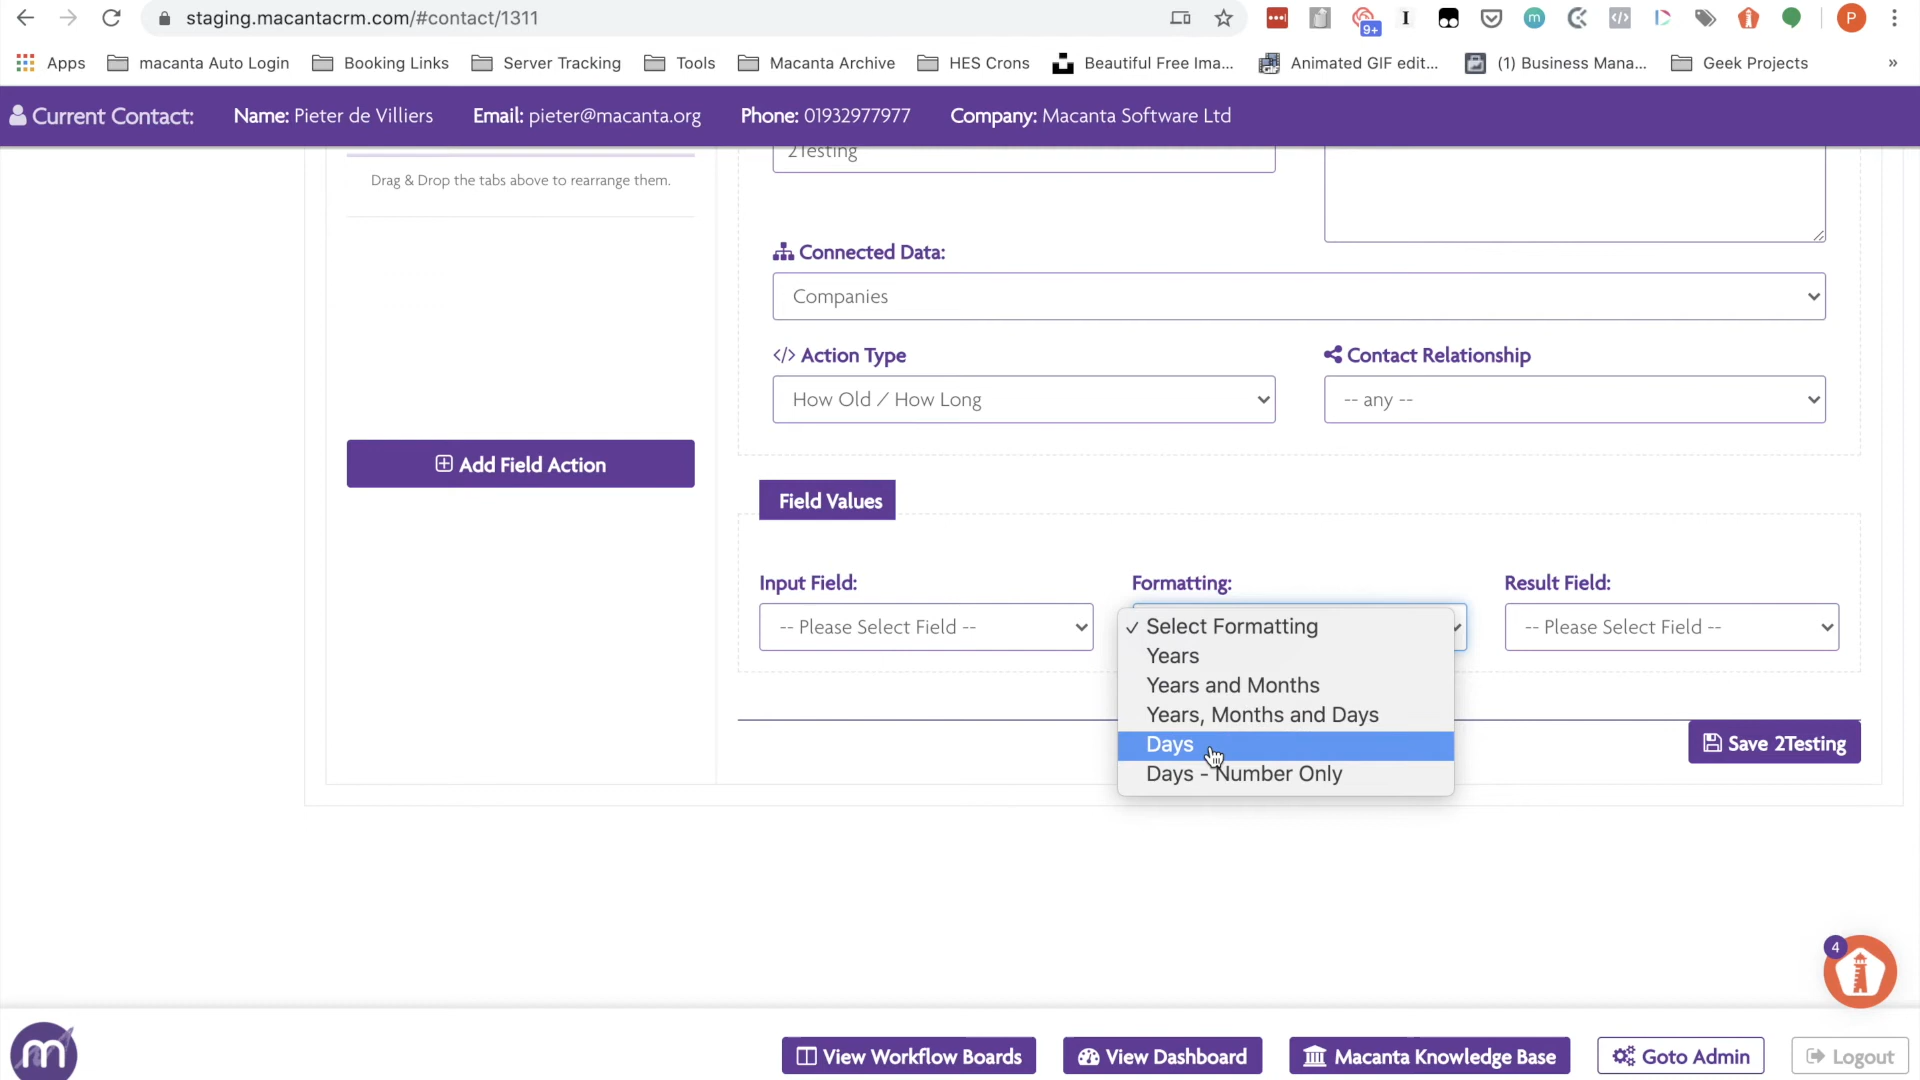 staging.macantacrm.com/#contact/1311
9+
P
Apps
macanta Auto Login
Booking Links
Server Tracking
Tools
Macanta Archive
HES Crons
Beautiful Free Ima...
Animated GIF edit...
(1) Business Mana...
Geek Projects
»
Current Contact:
Name: Pieter de Villiers
Email: pieter@macanta.org
Phone: 01932977977
Company: Macanta Software Ltd
2Testing
Drag & Drop the tabs above to rearrange them.
Connected Data:
Companies
</> Action Type
Contact Relationship
How Old / How Long
-- any --
Add Field Action
Field Values
Input Field:
Formatting:
Result Field:
-- Please Select Field --
✓ Select Formatting
-- Please Select Field --
Years
Years and Months
Years, Months and Days
Days
Days - Number Only
Save 2Testing
4
m
View Workflow Boards
View Dashboard
Macanta Knowledge Base
Goto Admin
Logout